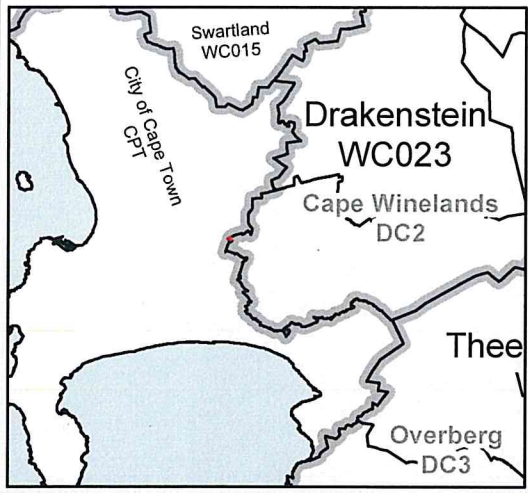 Swartland
WC015
City of Cape Town
CPT
Drakenstein
WC023
Cape Winelands
DC2
Thee
Overberg
DC3